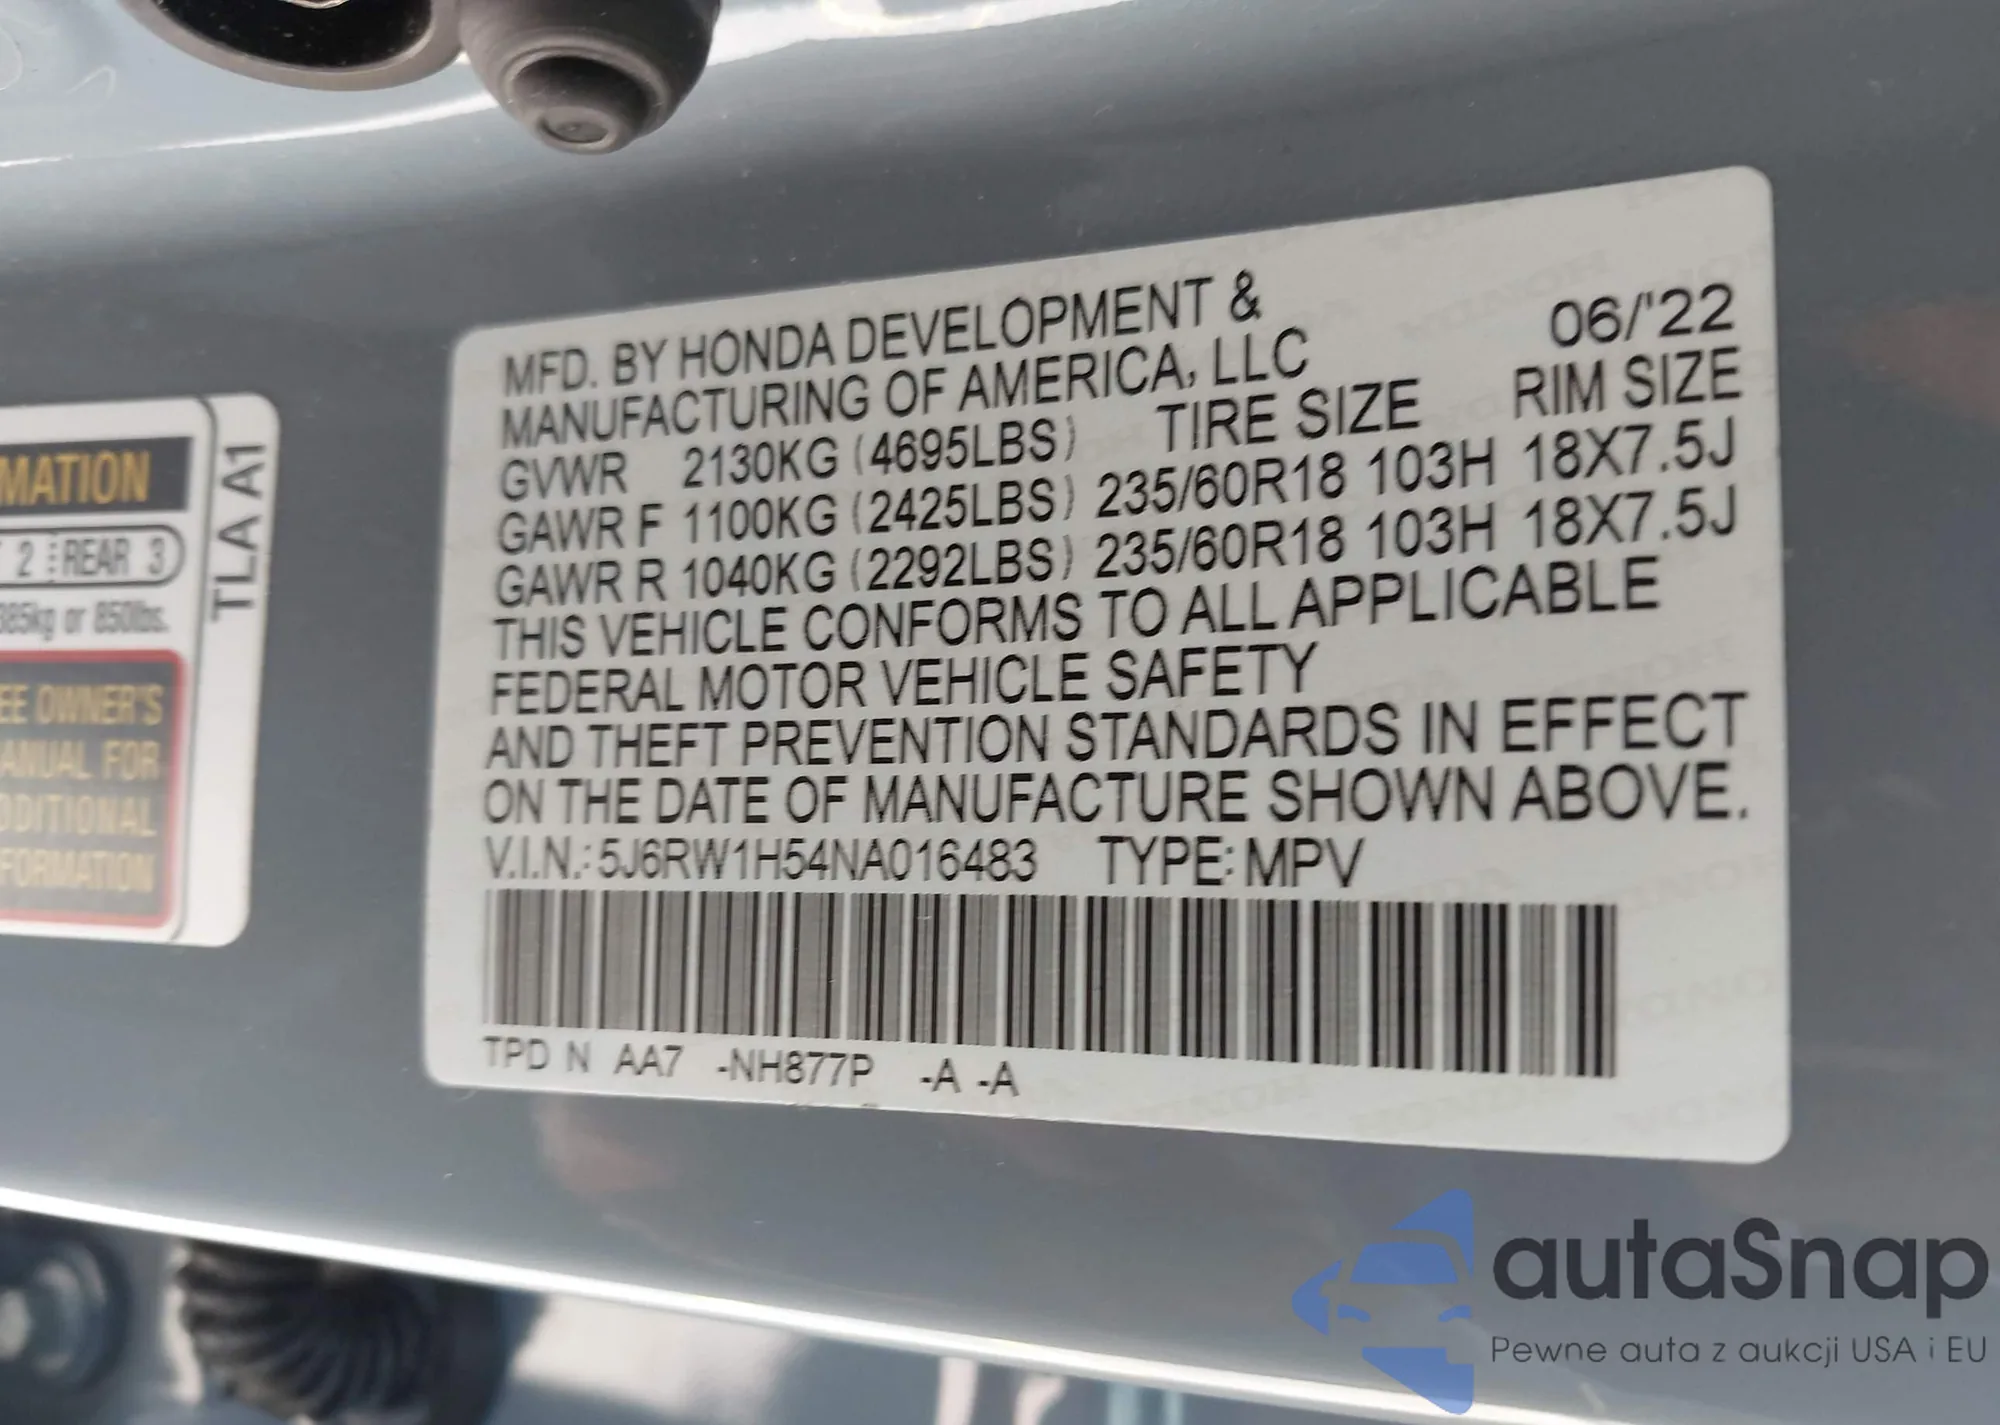 MATION
2 REAR 3
385kg or 850lbs.
EE OWNER'S
ANUAL FOR
DDITIONAL
FORMATION
TLA A1
MFD. BY HONDA DEVELOPMENT &
MANUFACTURING OF AMERICA, LLC 06/'22
GVWR 2130KG (4695LBS) TIRE SIZE RIM SIZE
GAWR F 1100KG (2425LBS) 235/60R18 103H 18X7.5J
GAWR R 1040KG (2292LBS) 235/60R18 103H 18X7.5J
THIS VEHICLE CONFORMS TO ALL APPLICABLE
FEDERAL MOTOR VEHICLE SAFETY
AND THEFT PREVENTION STANDARDS IN EFFECT
ON THE DATE OF MANUFACTURE SHOWN ABOVE.
V.I.N.: 5J6RW1H54NA016483 TYPE: MPV
TPD N AA7 -NH877P -A -A
autaSnap
Pewne auta z aukcji USA i EU